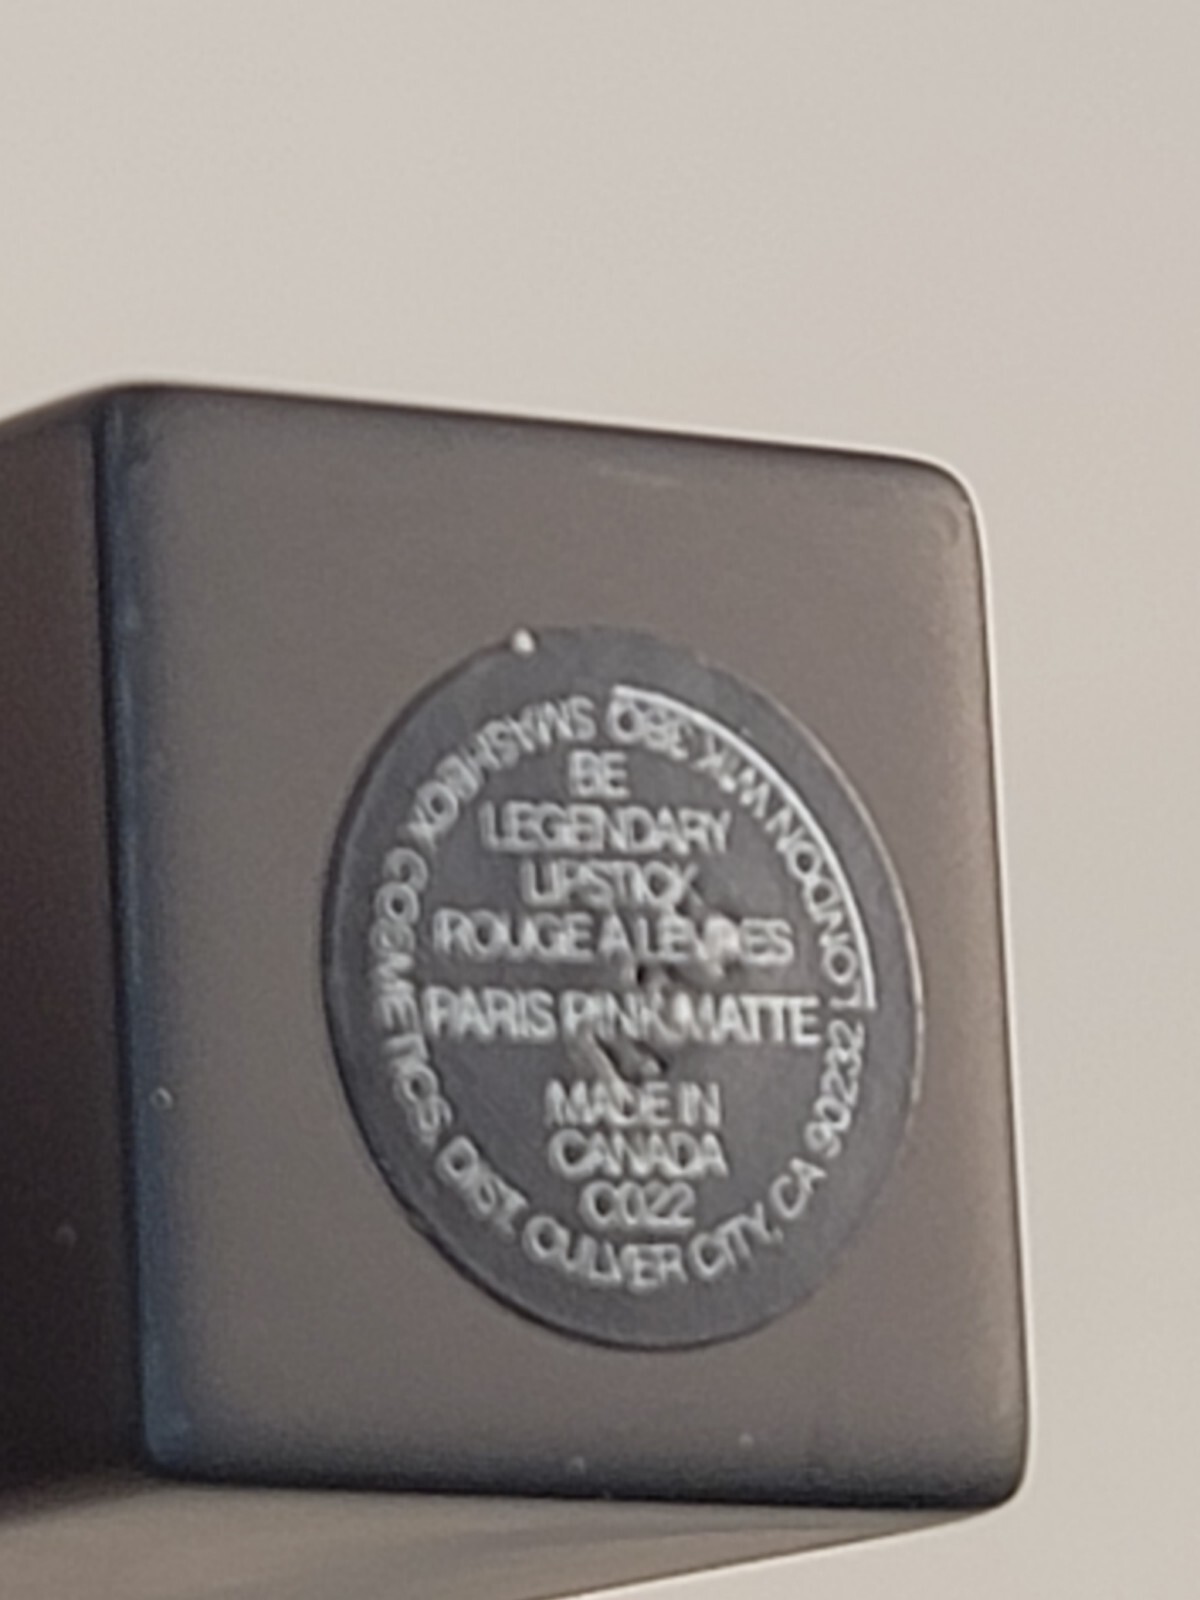 BE
LEGENDARY
LIPSTICK
ROUGE À LÈVRES
PARIS PINK MATTE
MADE IN
CANADA
C022
SMASHBOX COSMETICS, DIST. CULVER CITY, CA 90232 LONDON W1K 3BQ